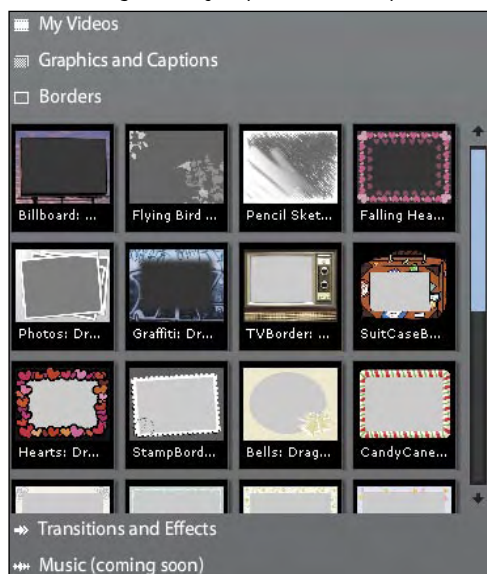 My Videos
Graphics and Captions
Borders
Billboard: ... Flying Bird ... Pencil Sket... Falling Hea...
Photos: Dr... Graffiti: Dr... TVBorder: ... SuitCaseB...
Hearts: Dr... StampBord... Bells: Drag... CandyCane...
Transitions and Effects
Music (coming soon)